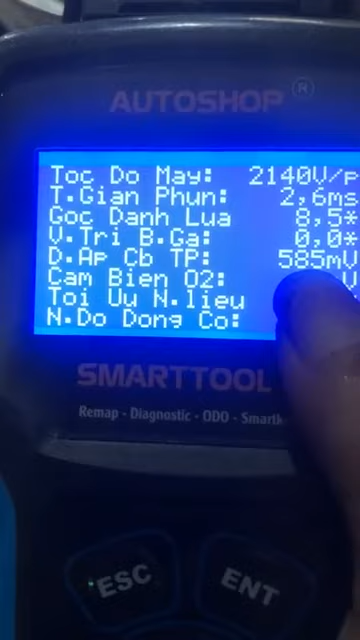 AUTOSHOP ®
Toc Do May: 2140V/p
T.Gian Phun: 2,6ms
Goc Danh Lua 8,5*
V.Tri B.Ga: 0,0*
D.Ap Cb TP: 585mV
Cam Bien O2: V
Toi Uu N.lieu
N.Do Dong Co:
SMARTTOOL
Remap - Diagnostic - ODO -
ESC
ENT